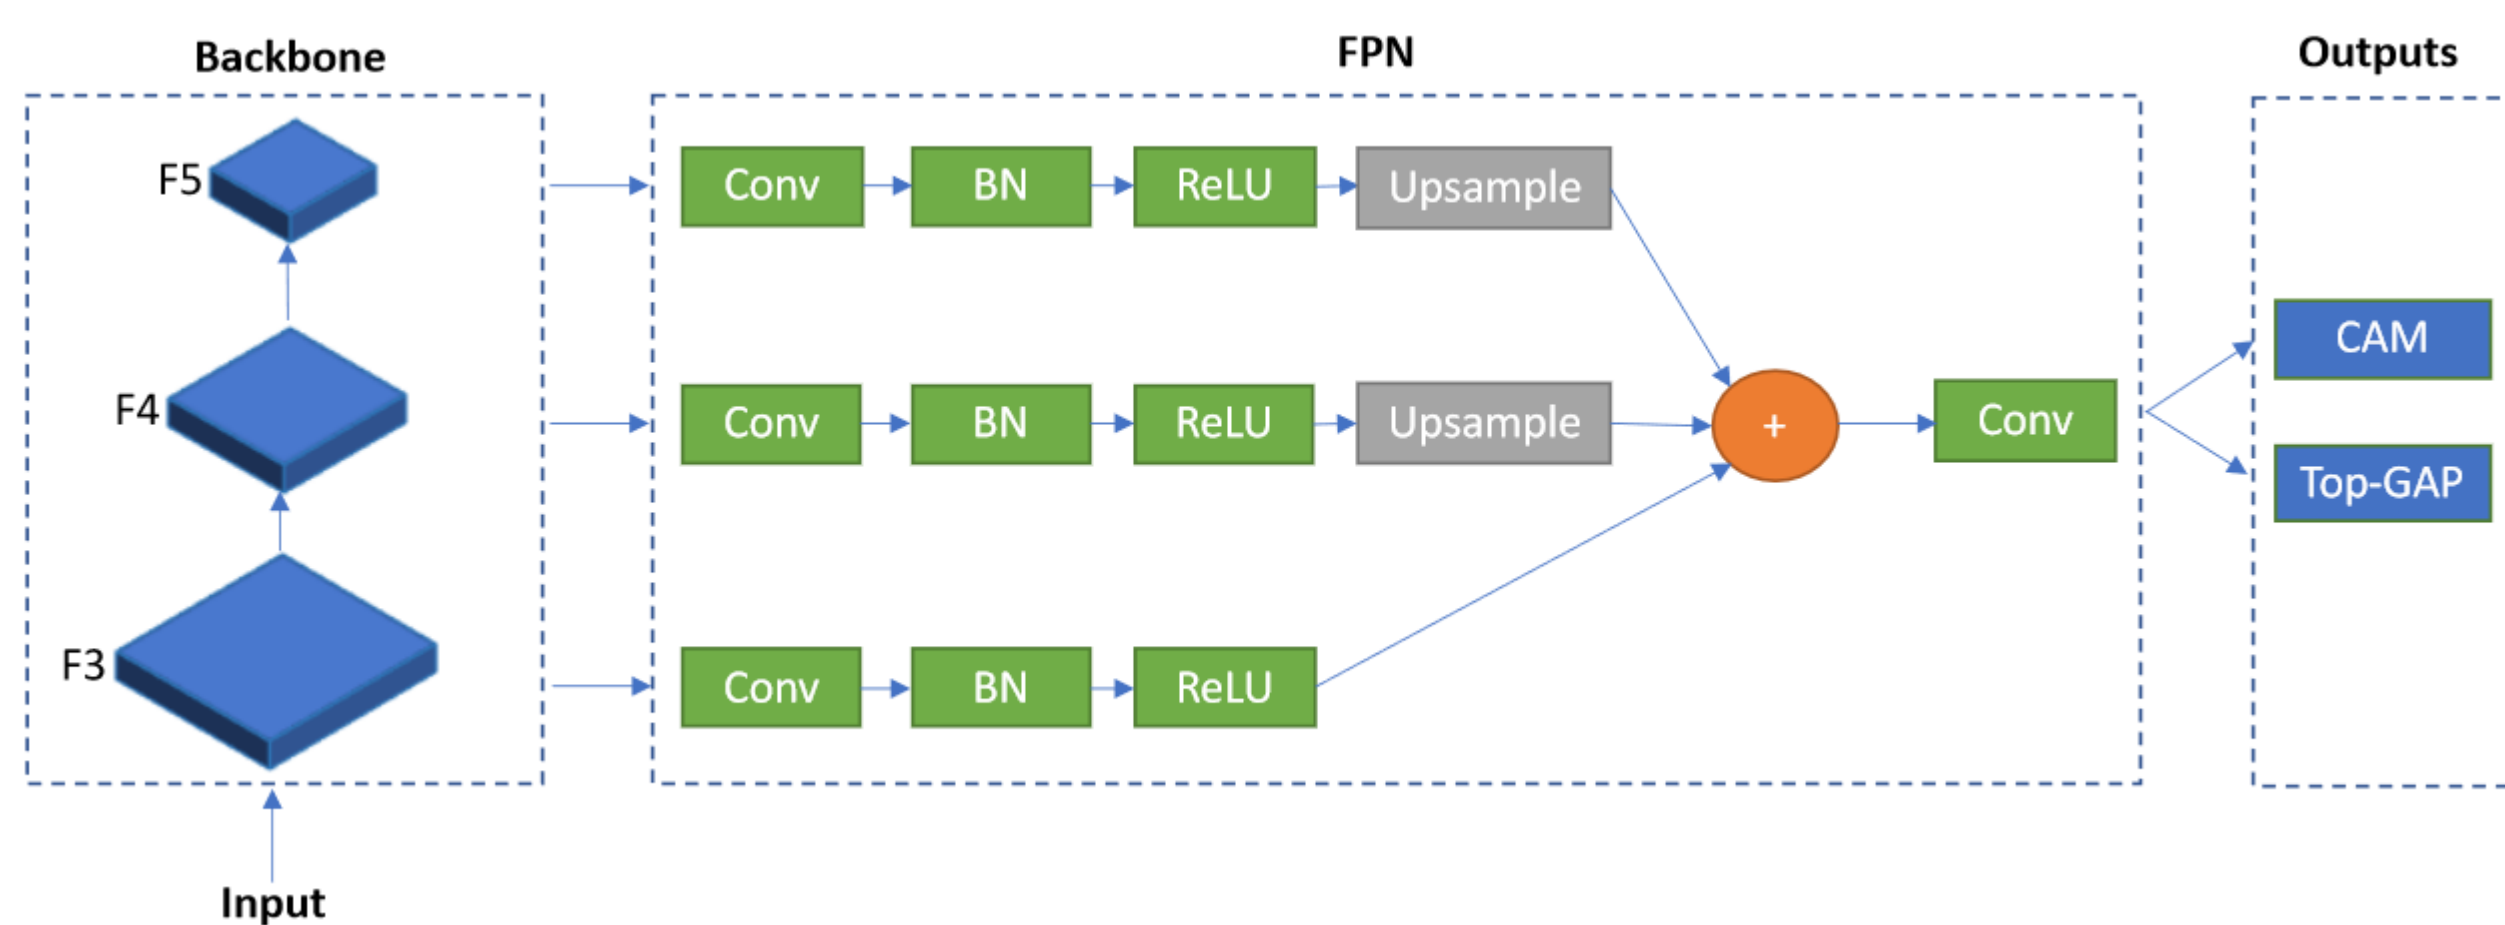 Backbone
FPN
Outputs
F5
Conv
BN
ReLU
Upsample
CAM
F4
Conv
BN
ReLU
Upsample
+
Conv
Top-GAP
F3
Conv
BN
ReLU
Input